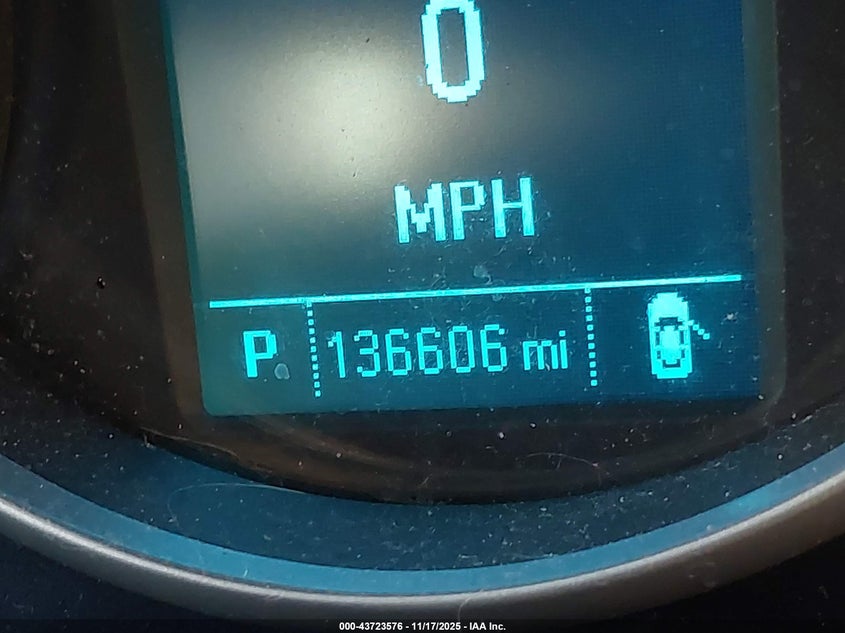 0
MPH
P 136606 mi
000-43723576 - 11/17/2025 - IAA Inc.